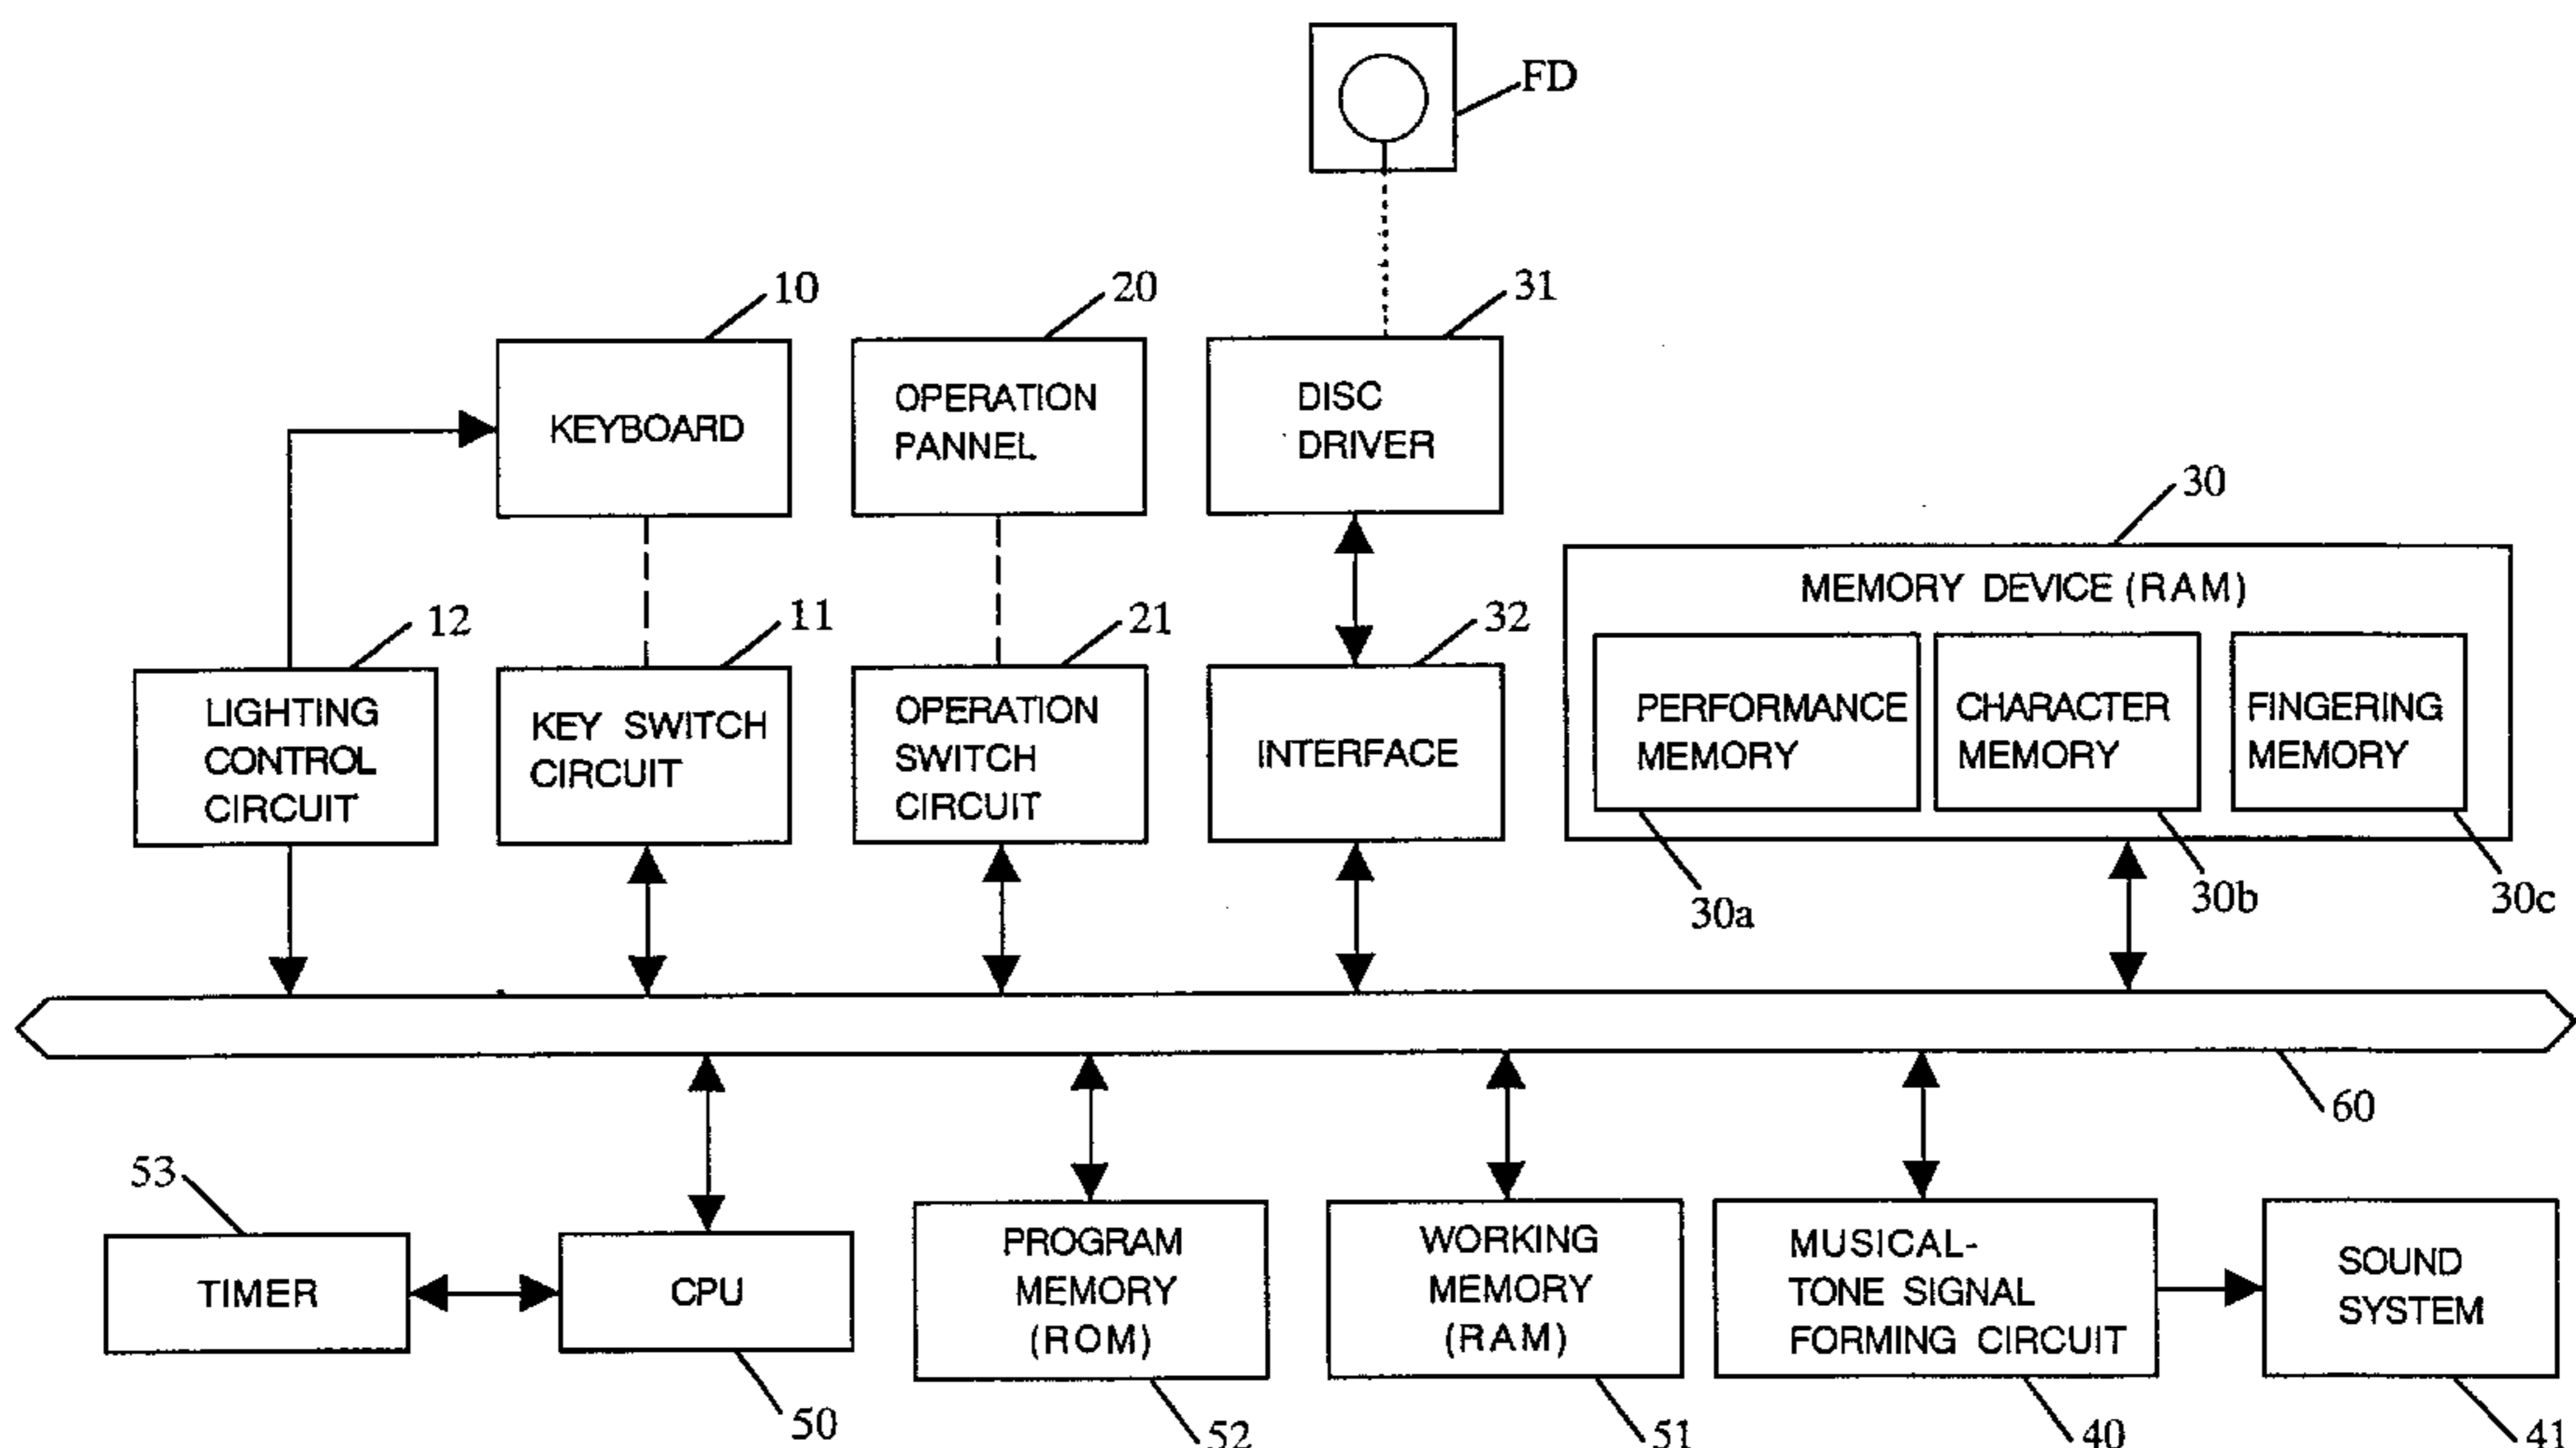 FD
10
20
31
KEYBOARD
OPERATION
PANNEL
DISC
DRIVER
30
MEMORY DEVICE (RAM)
12
11
21
32
LIGHTING
CONTROL
CIRCUIT
KEY SWITCH
CIRCUIT
OPERATION
SWITCH
CIRCUIT
INTERFACE
PERFORMANCE
MEMORY
CHARACTER
MEMORY
FINGERING
MEMORY
30a
30b
30c
60
53
TIMER
CPU
PROGRAM
MEMORY
(ROM)
WORKING
MEMORY
(RAM)
MUSICAL-
TONE SIGNAL
FORMING CIRCUIT
SOUND
SYSTEM
50
52
51
40
41